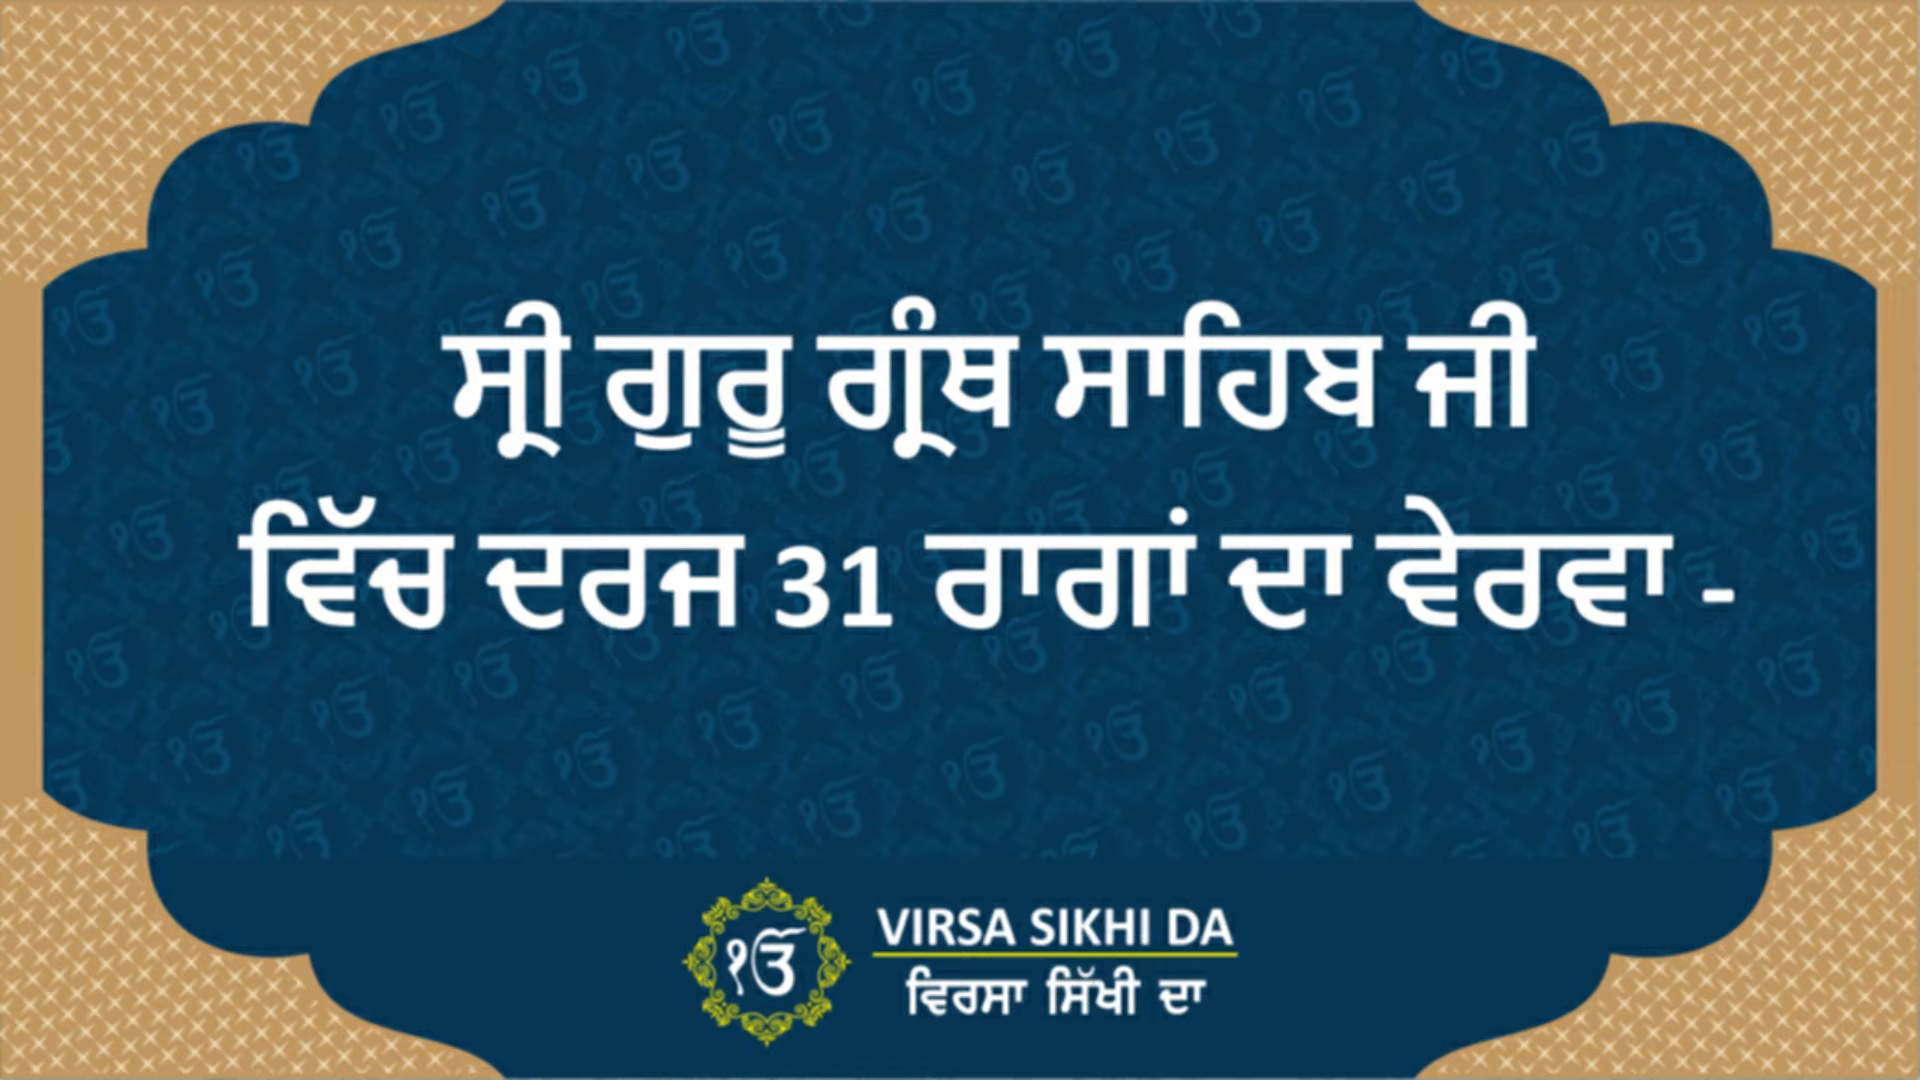 ਸ੍ਰੀ ਗੁਰੂ ਗ੍ਰੰਥ ਸਾਹਿਬ ਜੀ
ਵਿੱਚ ਦਰਜ 31 ਰਾਗਾਂ ਦਾ ਵੇਰਵਾ -
ੴ
VIRSA SIKHI DA
ਵਿਰਸਾ ਸਿੱਖੀ ਦਾ